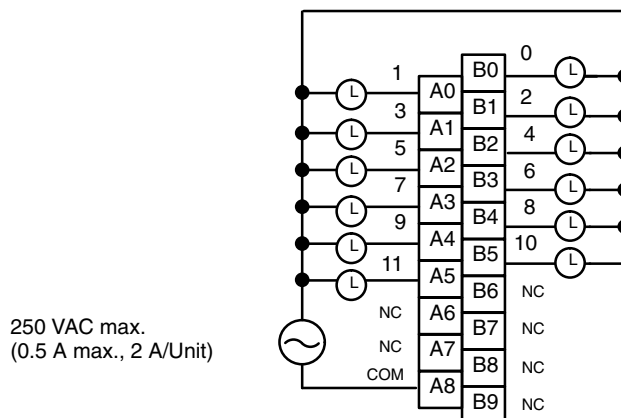 0
1 B0 L
L A0 2
3 B1 L
L A1 4
5 B2 L
L A2 6
7 B3 L
L A3 8
9 B4 L
L A4 10
11 B5 L
L A5
B6 NC
NC A6
B7 NC
NC A7
B8 NC
COM A8
B9 NC
250 VAC max.
(0.5 A max., 2 A/Unit)